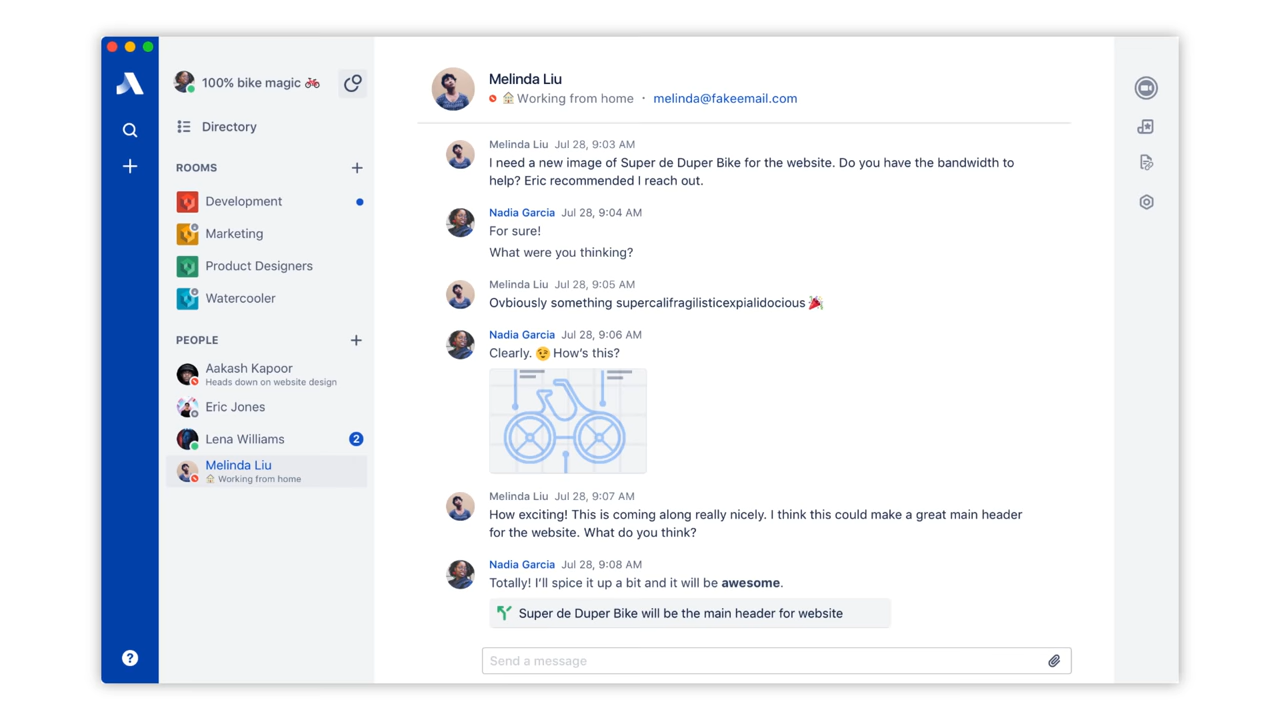 100% bike magic 🚲
Directory
ROOMS
Development
Marketing
Product Designers
Watercooler
PEOPLE
Aakash Kapoor
Heads down on website design
Eric Jones
Lena Williams 2
Melinda Liu
🏠 Working from home
?
Melinda Liu
🏠 Working from home · melinda@fakeemail.com
Melinda Liu Jul 28, 9:03 AM
I need a new image of Super de Duper Bike for the website. Do you have the bandwidth to
help? Eric recommended I reach out.
Nadia Garcia Jul 28, 9:04 AM
For sure!
What were you thinking?
Melinda Liu Jul 28, 9:05 AM
Ovbiously something supercalifragilisticexpialidocious 🎉
Nadia Garcia Jul 28, 9:06 AM
Clearly. 😉 How's this?
Melinda Liu Jul 28, 9:07 AM
How exciting! This is coming along really nicely. I think this could make a great main header
for the website. What do you think?
Nadia Garcia Jul 28, 9:08 AM
Totally! I'll spice it up a bit and it will be awesome.
Super de Duper Bike will be the main header for website
Send a message